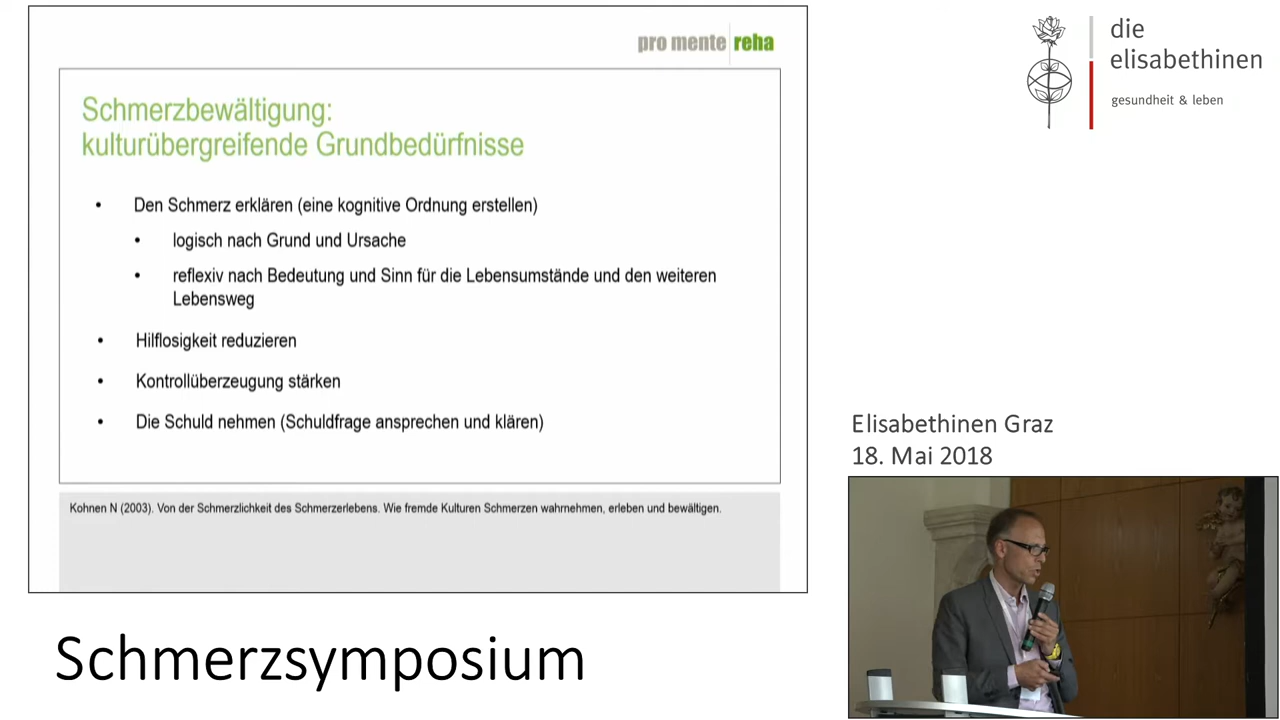 pro mente reha
Schmerzbewältigung:
kulturübergreifende Grundbedürfnisse
• Den Schmerz erklären (eine kognitive Ordnung erstellen)
• logisch nach Grund und Ursache
• reflexiv nach Bedeutung und Sinn für die Lebensumstände und den weiteren
Lebensweg
• Hilflosigkeit reduzieren
• Kontrollüberzeugung stärken
• Die Schuld nehmen (Schuldfrage ansprechen und klären)
Kohnen N (2003). Von der Schmerzlichkeit des Schmerzerlebens. Wie fremde Kulturen Schmerzen wahrnehmen, erleben und bewältigen.
Schmerzsymposium
die
elisabethinen
gesundheit & leben
Elisabethinen Graz
18. Mai 2018